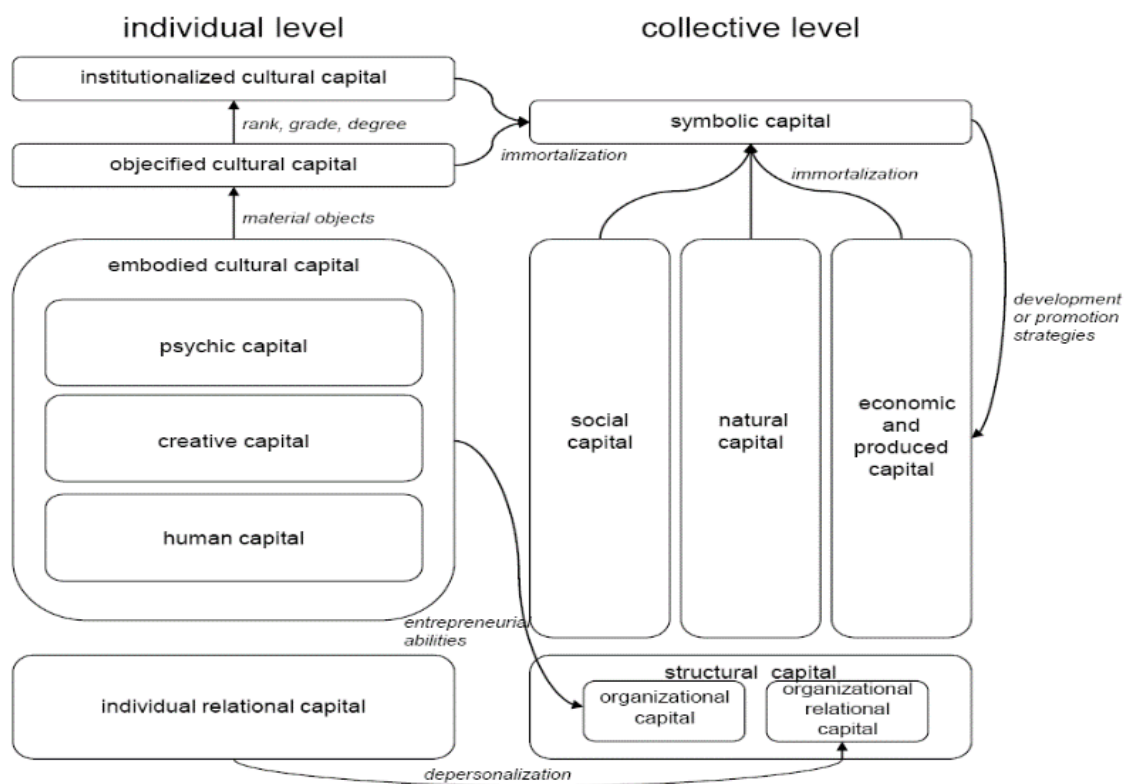 individual level
collective level
institutionalized cultural capital
rank, grade, degree
objecified cultural capital
immortalization
symbolic capital
immortalization
material objects
embodied cultural capital
psychic capital
creative capital
human capital
social
capital
natural
capital
economic
and
produced
capital
development
or promotion
strategies
entrepreneurial
abilities
individual relational capital
structural capital
organizational
capital
organizational
relational
capital
depersonalization